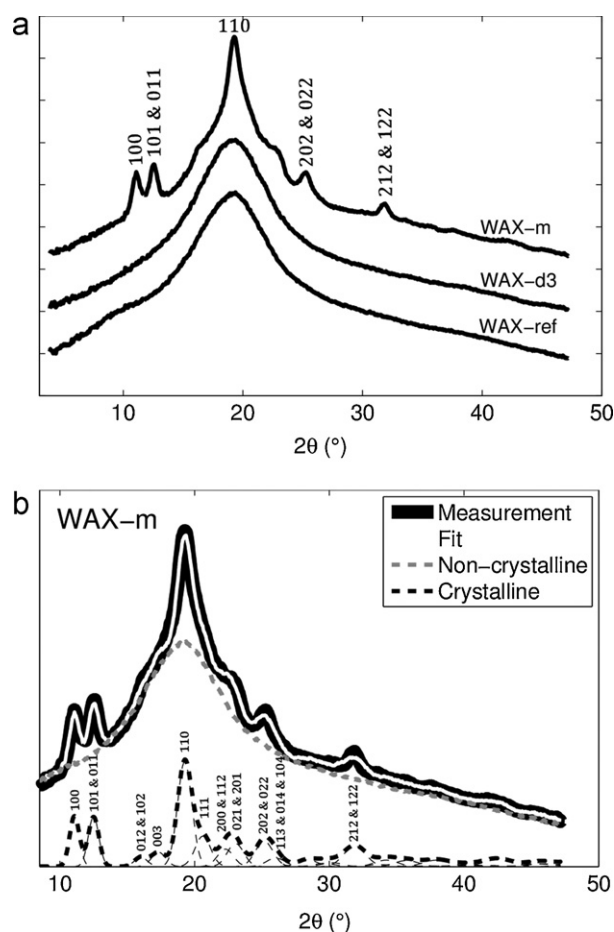 a
110
100
101 & 011
202 & 022
212 & 122
WAX-m
WAX-d3
WAX-ref
10 20 30 40 50
2θ (°)
b
WAX-m
Measurement
Fit
Non-crystalline
Crystalline
100
101 & 011
012 & 102
003
110
111
200 & 112
021 & 201
202 & 022
113 & 014 & 104
212 & 122
10 20 30 40 50
2θ (°)